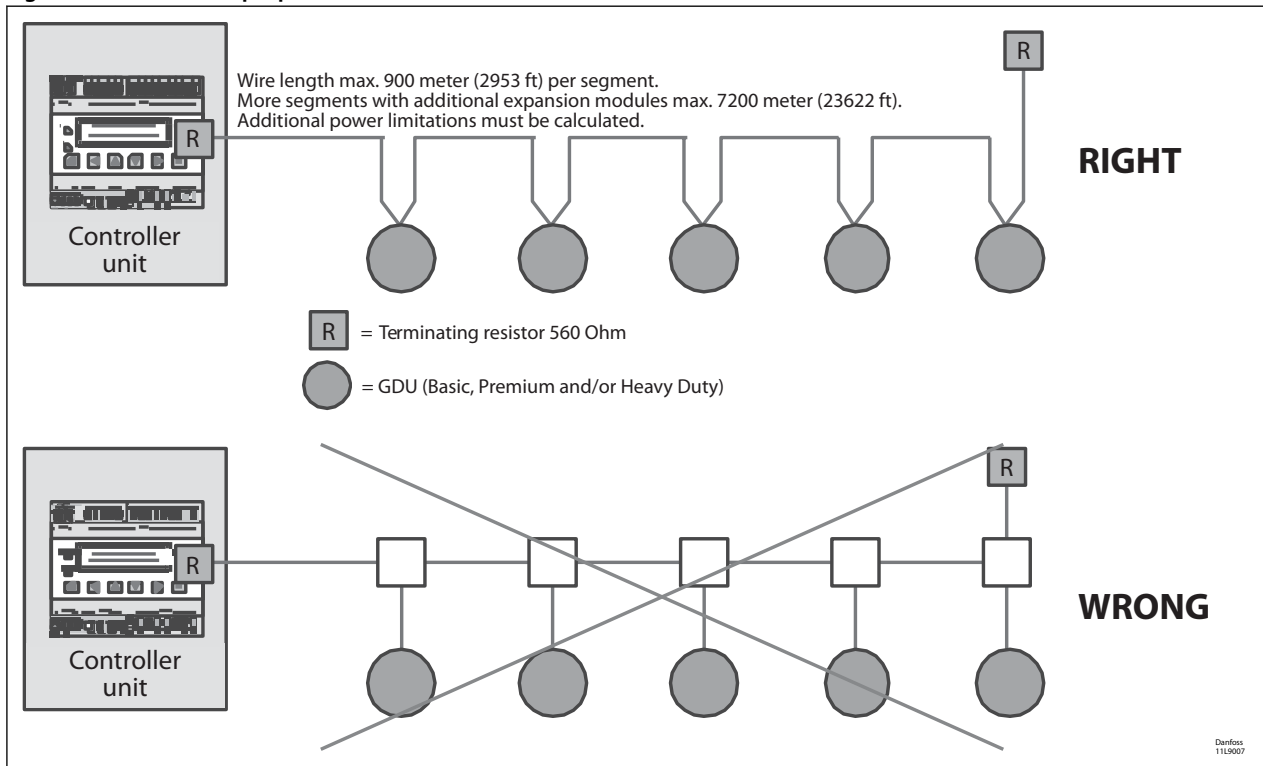 R
Wire length max. 900 meter (2953 ft) per segment.
More segments with additional expansion modules max. 7200 meter (23622 ft).
Additional power limitations must be calculated.
R
RIGHT
Controller
unit
R = Terminating resistor 560 Ohm
= GDU (Basic, Premium and/or Heavy Duty)
R
R
WRONG
Controller
unit
Danfoss
11L9007